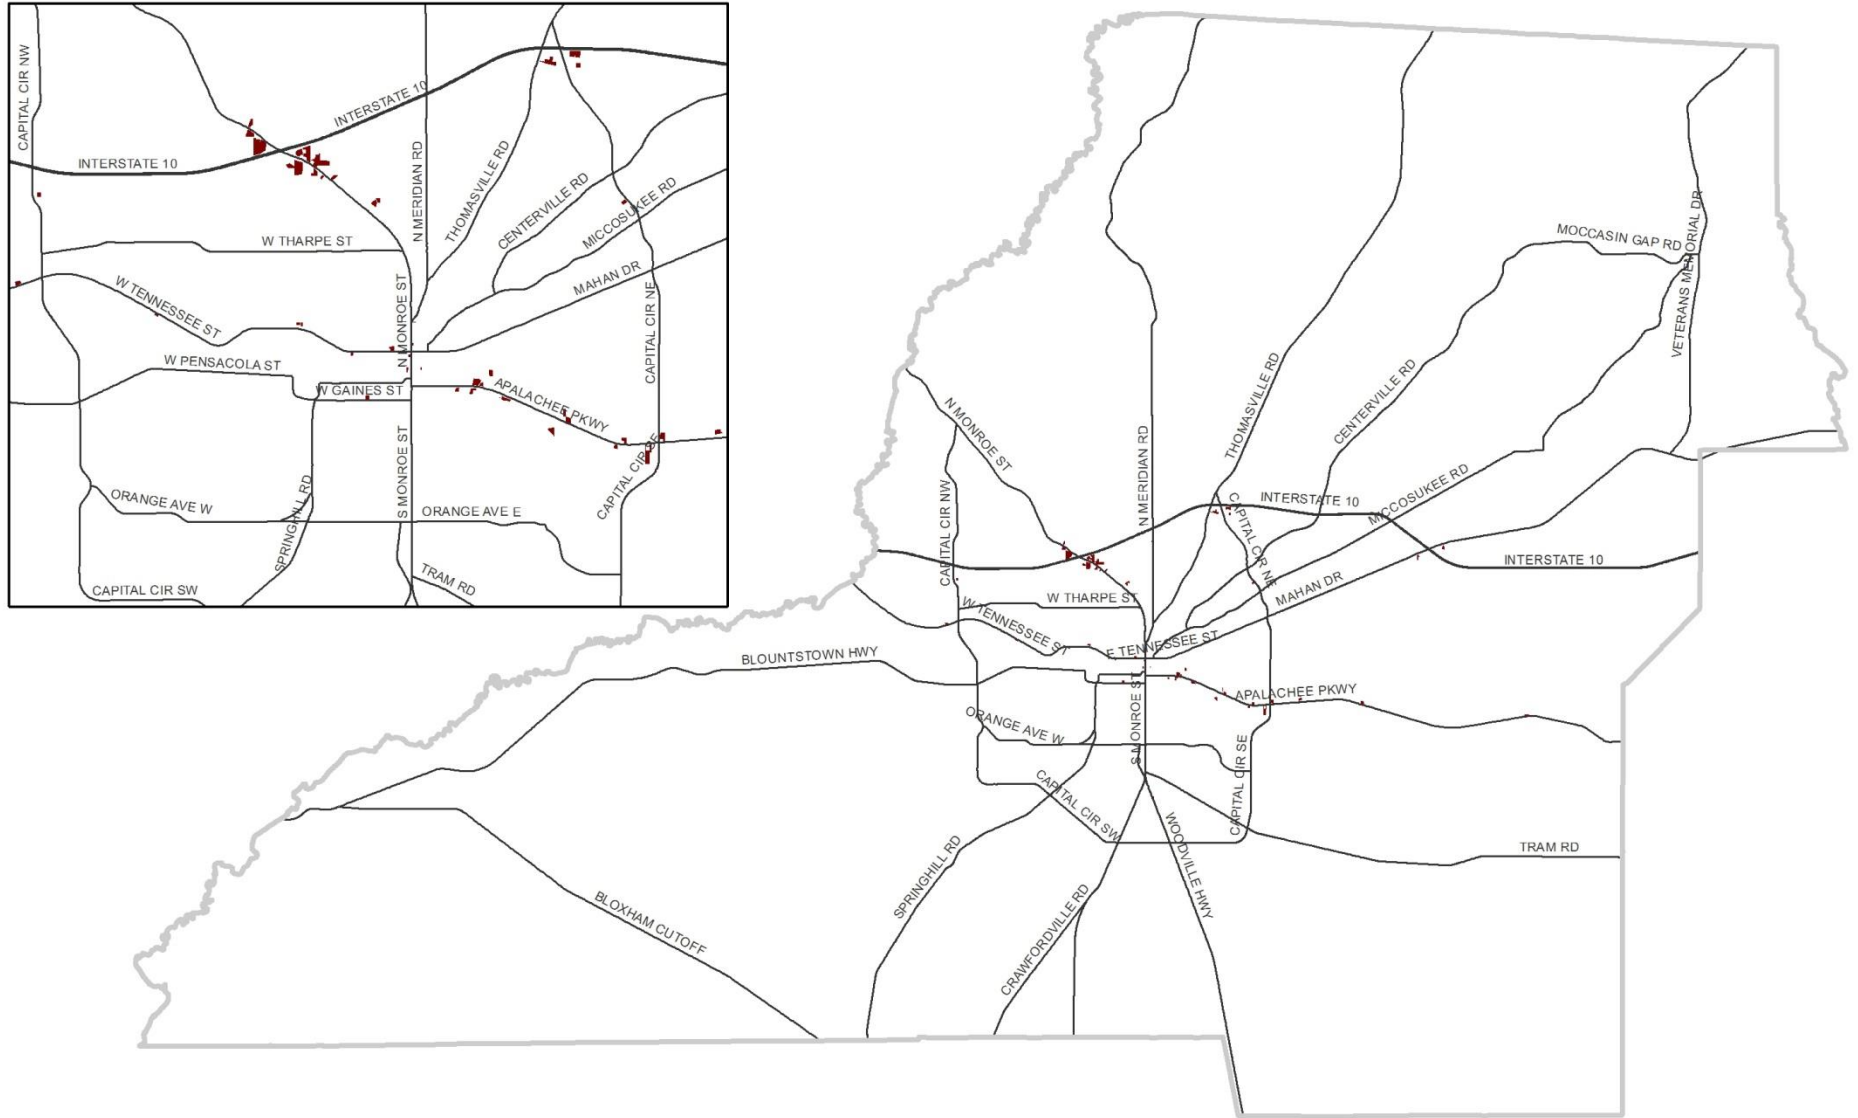 CAPITAL CIR NW
INTERSTATE 10
INTERSTATE 10
N MERIDIAN RD
THOMASVILLE RD
CENTERVILLE RD
MICCOSUKEE RD
W THARPE ST
MAHAN DR
W TENNESSEE ST
N MONROE ST
CAPITAL CIR NE
W PENSACOLA ST
W GAINES ST
APALACHEE PKWY
S MONROE ST
CAPITAL CIR SE
ORANGE AVE W
SPRINGHILL RD
ORANGE AVE E
CAPITAL CIR SW
TRAM RD
MOCCASIN GAP RD
VETERANS MEMORIAL DR
N MONROE ST
THOMASVILLE RD
CENTERVILLE RD
N MERIDIAN RD
CAPITAL CIR NW
INTERSTATE 10
MICCOSUKEE RD
CAPITAL CIR NE
INTERSTATE 10
MAHAN DR
W THARPE ST
W TENNESSEE ST
E TENNESSEE ST
BLOUNTSTOWN HWY
APALACHEE PKWY
S MONROE ST
ORANGE AVE W
CAPITAL CIR SE
CAPITAL CIR SW
WOODVILLE HWY
TRAM RD
SPRINGHILL RD
CRAWFORDVILLE RD
BLOXHAM CUTOFF